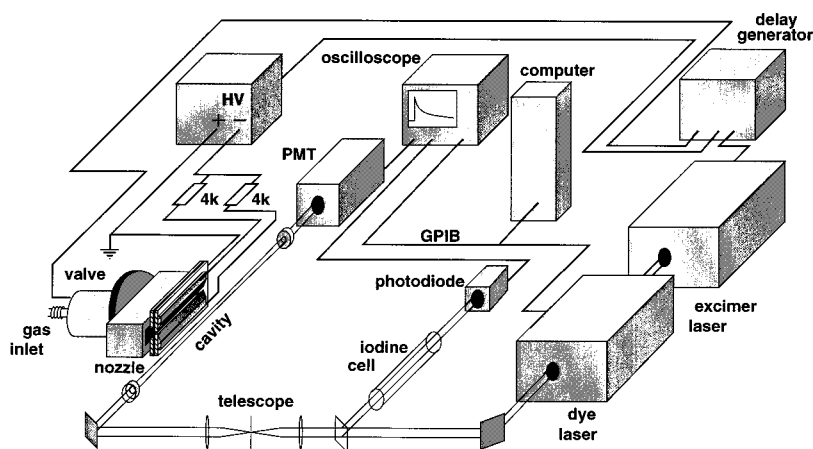 delay
generator
oscilloscope
computer
HV
+ −
PMT
4k 4k
GPIB
valve
photodiode
gas
inlet
cavity
excimer
laser
nozzle
iodine
cell
telescope
dye
laser